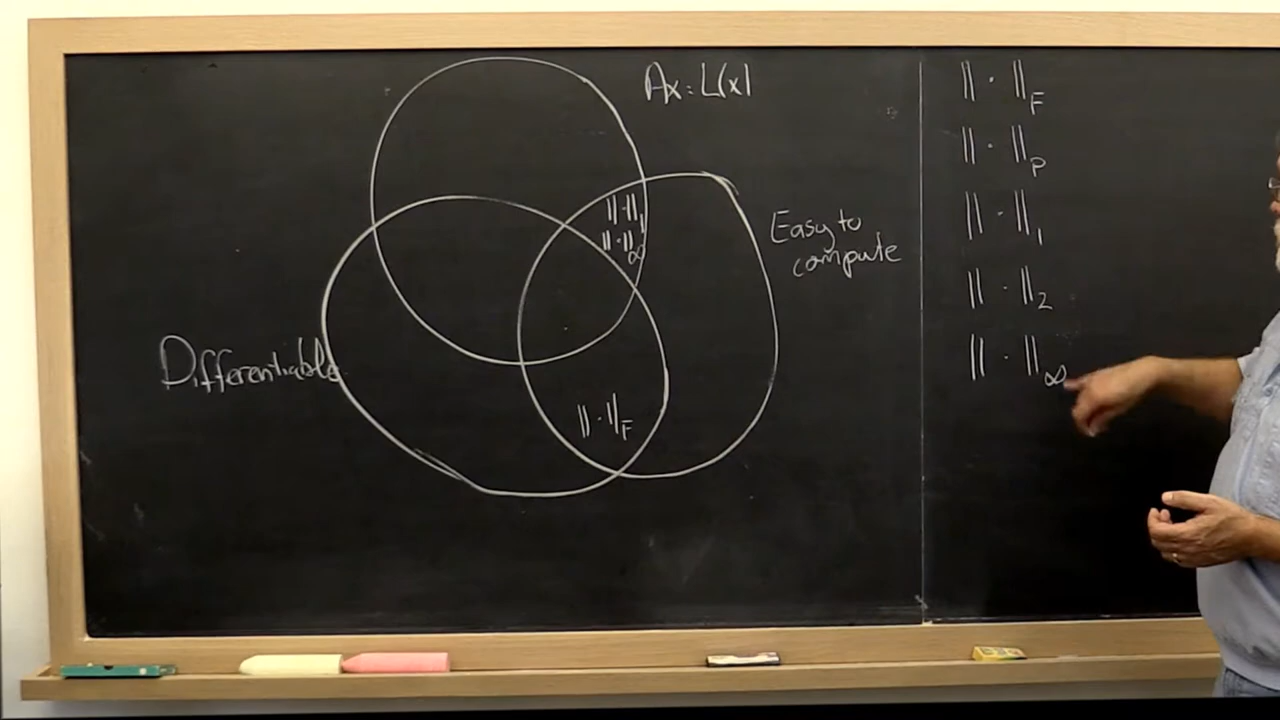 Ax = L(x)
‖·‖₁
‖·‖∞
Easy to
compute
Differentiable
‖·‖F
‖·‖F
‖·‖p
‖·‖₁
‖·‖₂
‖·‖∞